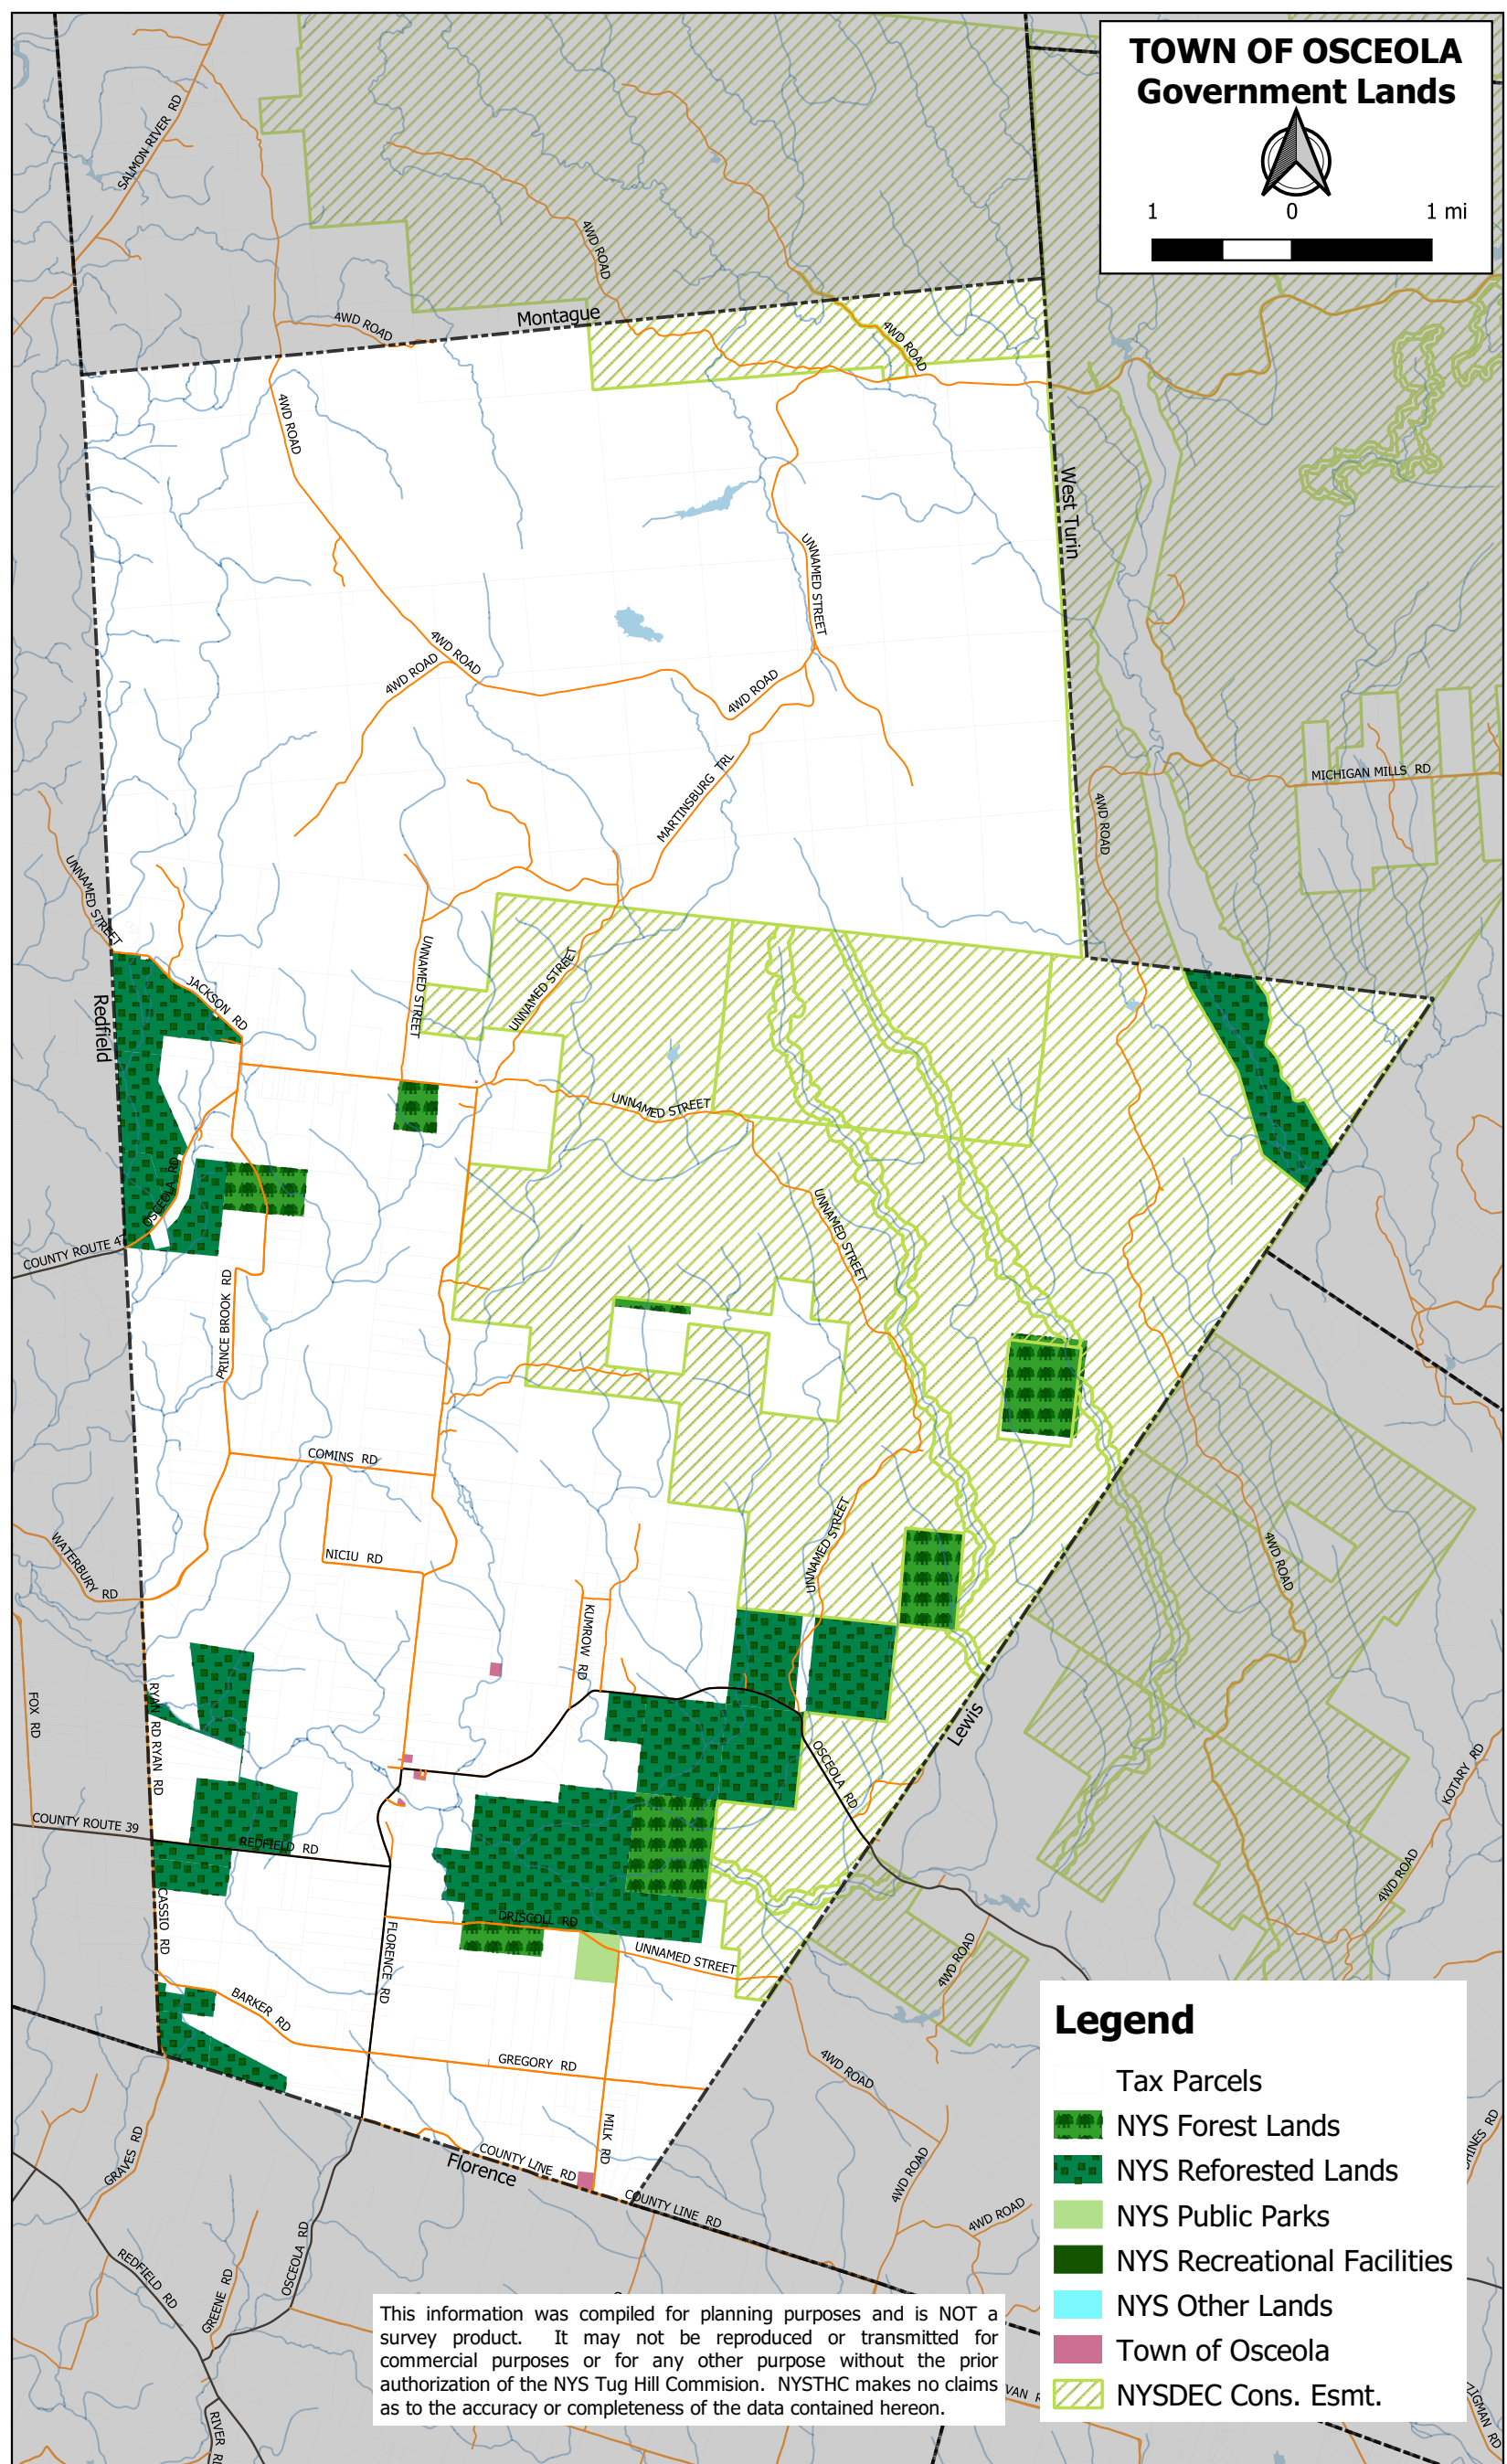 TOWN OF OSCEOLA
Government Lands
1 0 1 mi
SALMON RIVER RD
4WD ROAD
4WD ROAD
Montague
4WD ROAD
4WD ROAD
West Turin
UNNAMED STREET
4WD ROAD
4WD ROAD
4WD ROAD
MARTINSBURG TRL
MICHIGAN MILLS RD
4WD ROAD
UNNAMED STREET
UNNAMED STREET
UNNAMED STREET
JACKSON RD
Redfield
UNNAMED STREET
OSCEOLA RD
UNNAMED STREET
COUNTY ROUTE 47
PRINCE BROOK RD
COMINS RD
NICIU RD
WATERBURY RD
UNNAMED STREET
4WD ROAD
KUMROW RD
FOX RD
RYAN RD
RYAN RD
Lewis
OSCEOLA RD
KOTARY RD
COUNTY ROUTE 39
REDFIELD RD
4WD ROAD
CASSIO RD
FLORENCE RD
DRISCOLL RD
UNNAMED STREET
4WD ROAD
BARKER RD
GREGORY RD
4WD ROAD
MILK RD
COUNTY LINE RD
Florence
COUNTY LINE RD
4WD ROAD
4WD ROAD
GRAVES RD
OSCEOLA RD
REDFIELD RD
GREENE RD
RIVER
Legend
Tax Parcels
NYS Forest Lands
NYS Reforested Lands
NYS Public Parks
NYS Recreational Facilities
NYS Other Lands
Town of Osceola
NYSDEC Cons. Esmt.
This information was compiled for planning purposes and is NOT a
survey product. It may not be reproduced or transmitted for
commercial purposes or for any other purpose without the prior
authorization of the NYS Tug Hill Commision. NYSTHC makes no claims
as to the accuracy or completeness of the data contained hereon.